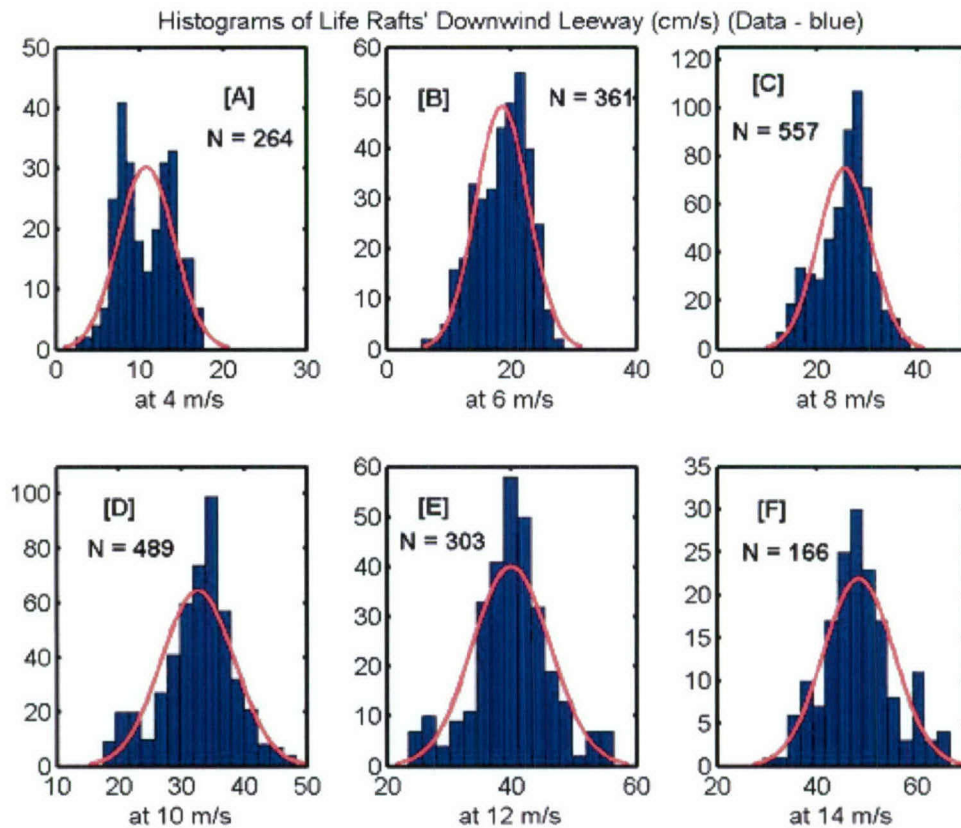 Histograms of Life Rafts' Downwind Leeway (cm/s) (Data - blue)
50
40
30
20
10
0
[A]
N = 264
0 10 20 30
at 4 m/s
60
50
40
30
20
10
0
[B]
N = 361
0 20 40
at 6 m/s
120
100
80
60
40
20
0
[C]
N = 557
20 40
at 8 m/s
100
80
60
40
20
0
[D]
N = 489
10 20 30 40 50
at 10 m/s
60
50
40
30
20
10
0
[E]
N = 303
20 40 60
at 12 m/s
35
30
25
20
15
10
5
0
[F]
N = 166
20 40 60
at 14 m/s